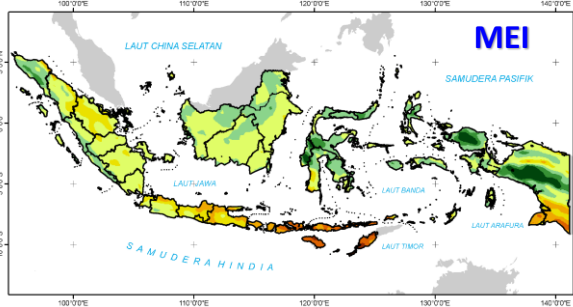 100°0'0"E 110°0'0"E 120°0'0"E 130°0'0"E 140°0'0"E
MEI
LAUT CHINA SELATAN
SAMUDERA PASIFIK
LAUT JAWA
LAUT BANDA
LAUT ARAFURA
LAUT TIMOR
SAMUDERA HINDIA
100°0'0"E 110°0'0"E 120°0'0"E 130°0'0"E 140°0'0"E